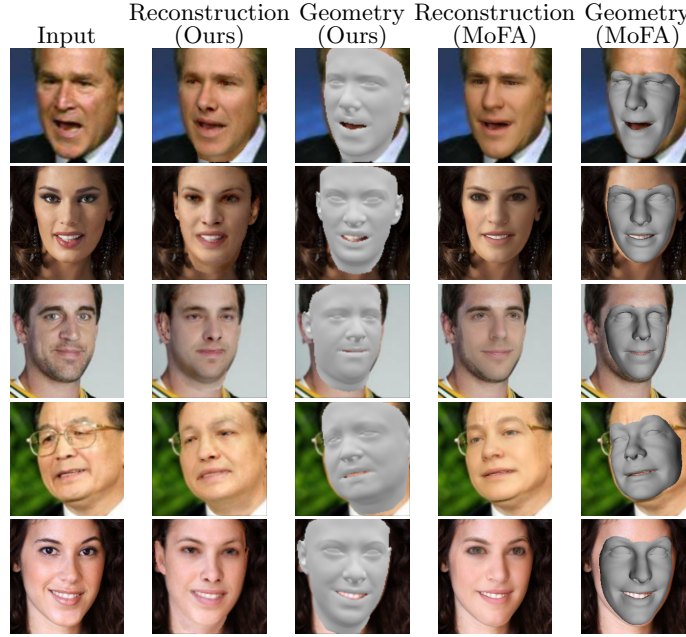 Input
Reconstruction
(Ours)
Geometry
(Ours)
Reconstruction
(MoFA)
Geometry
(MoFA)